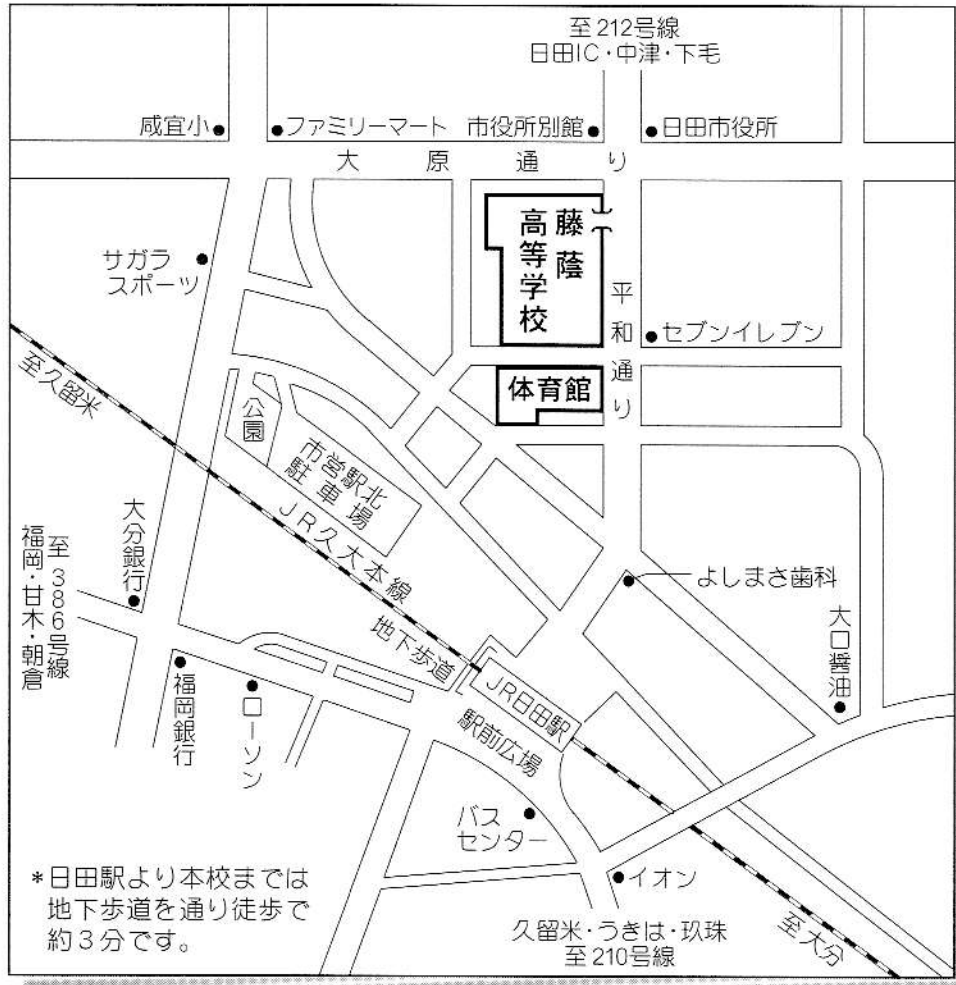 至212号線
日田IC・中津・下毛
咸宜小
ファミリーマート
市役所別館
日田市役所
大原通り
藤蔭
高等学校
サガラ
スポーツ
平和通り
セブンイレブン
至久留米
体育館
公園
市営駅北
駐車場
JR久大本線
大分銀行
至386号線
福岡・甘木・朝倉
よしまさ歯科
地下歩道
大口醤油
JR日田駅
福岡銀行
ローソン
駅前広場
バス
センター
イオン
*日田駅より本校までは
地下歩道を通り徒歩で
約3分です。
久留米・うきは・玖珠
至210号線
至大分